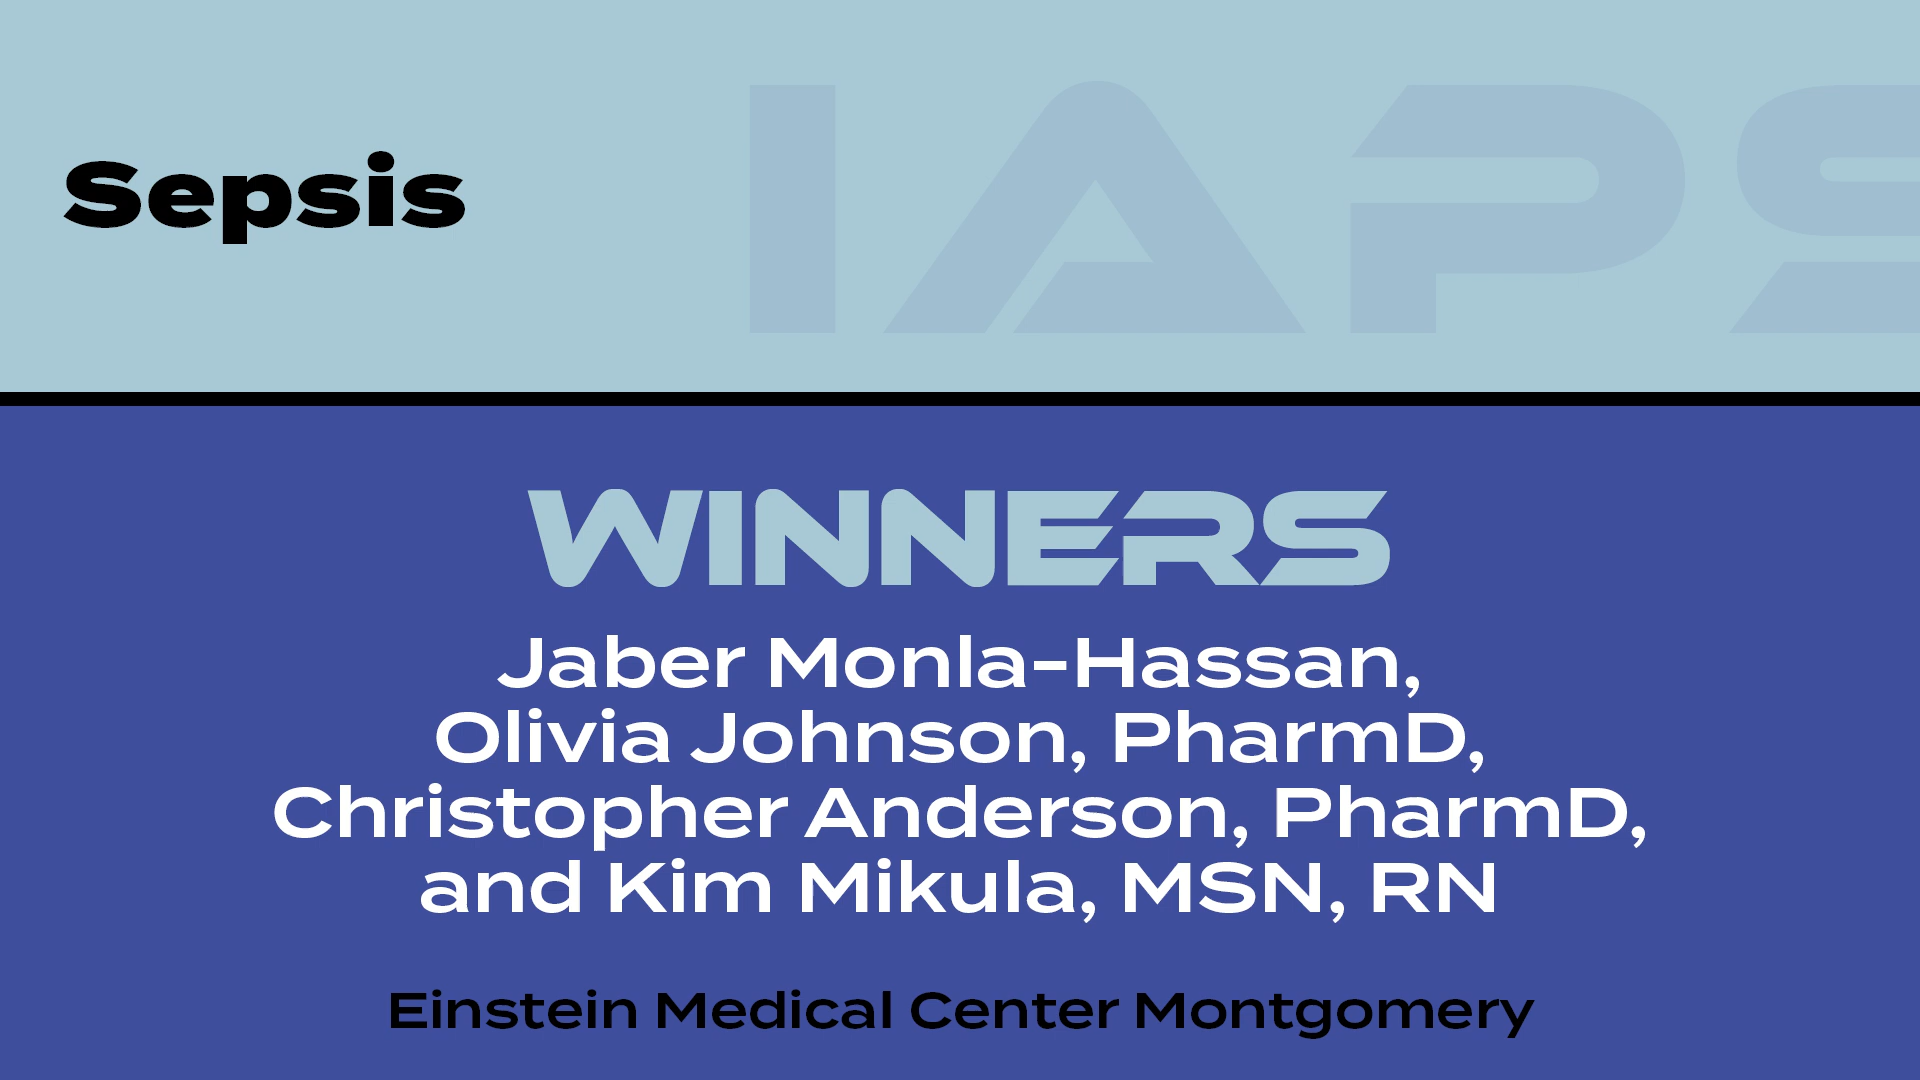 Sepsis
IAPS
WINNERS
Jaber Monla-Hassan,
Olivia Johnson, PharmD,
Christopher Anderson, PharmD,
and Kim Mikula, MSN, RN
Einstein Medical Center Montgomery